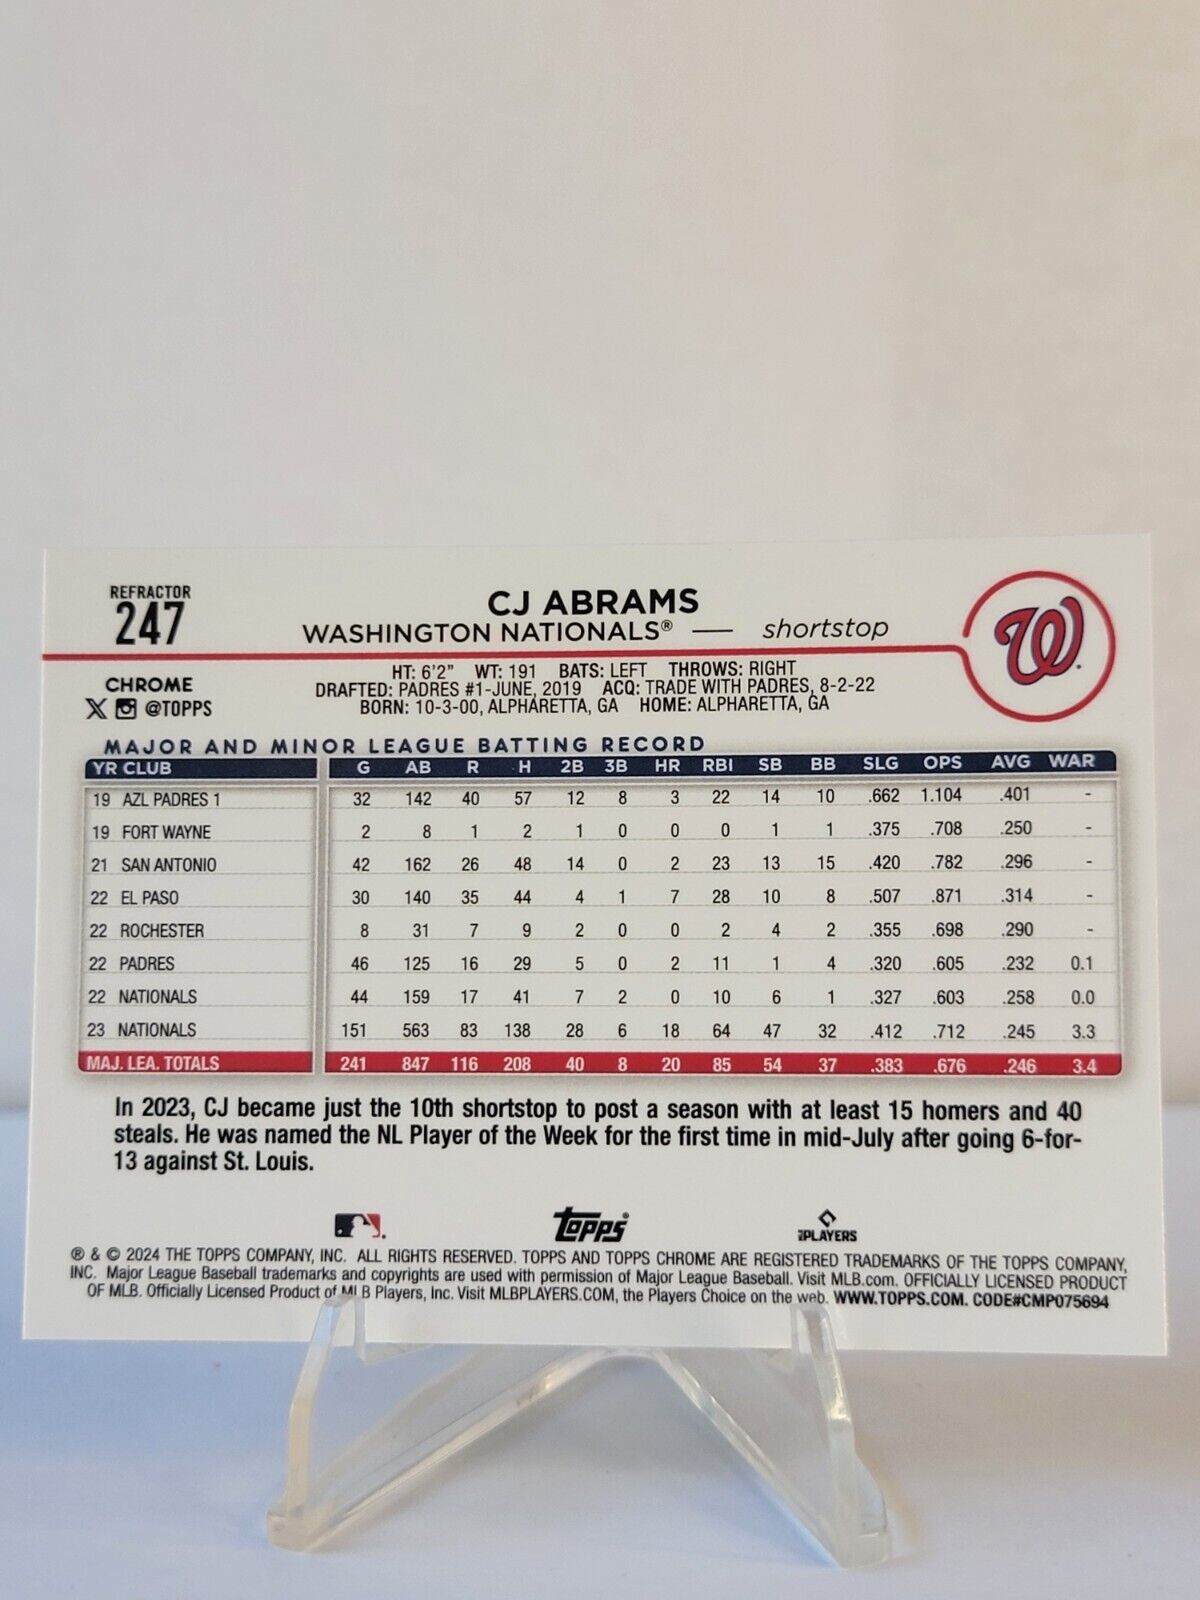 REFRACTOR
247
CJ ABRAMS
WASHINGTON NATIONALS® — shortstop
W
CHROME
X @TOPPS
HT: 6'2" WT: 191 BATS: LEFT THROWS: RIGHT
DRAFTED: PADRES #1-JUNE, 2019 ACQ: TRADE WITH PADRES, 8-2-22
BORN: 10-3-00, ALPHARETTA, GA HOME: ALPHARETTA, GA
MAJOR AND MINOR LEAGUE BATTING RECORD
YR CLUB G AB R H 2B 3B HR RBI SB BB SLG OPS AVG WAR
19 AZL PADRES 1 32 142 40 57 12 8 3 22 14 10 .662 1.104 .401 -
19 FORT WAYNE 2 8 1 2 1 0 0 0 1 1 .375 .708 .250 -
21 SAN ANTONIO 42 162 26 48 14 0 2 23 13 15 .420 .782 .296 -
22 EL PASO 30 140 35 44 4 1 7 28 10 8 .507 .871 .314 -
22 ROCHESTER 8 31 7 9 2 0 0 2 4 2 .355 .698 .290 -
22 PADRES 46 125 16 29 5 0 2 11 1 4 .320 .605 .232 0.1
22 NATIONALS 44 159 17 41 7 2 0 10 6 1 .327 .603 .258 0.0
23 NATIONALS 151 563 83 138 28 6 18 64 47 32 .412 .712 .245 3.3
MAJ. LEA. TOTALS 241 847 116 208 40 8 20 85 54 37 .383 .676 .246 3.4
In 2023, CJ became just the 10th shortstop to post a season with at least 15 homers and 40
steals. He was named the NL Player of the Week for the first time in mid-July after going 6-for-
13 against St. Louis.
Topps®
PLAYERS
® & © 2024 THE TOPPS COMPANY, INC. ALL RIGHTS RESERVED. TOPPS AND TOPPS CHROME ARE REGISTERED TRADEMARKS OF THE TOPPS COMPANY,
INC. Major League Baseball trademarks and copyrights are used with permission of Major League Baseball. Visit MLB.com. OFFICIALLY LICENSED PRODUCT
OF MLB. Officially Licensed Product of MLB Players, Inc. Visit MLBPLAYERS.COM, the Players Choice on the web. WWW.TOPPS.COM. CODE#CMP075694